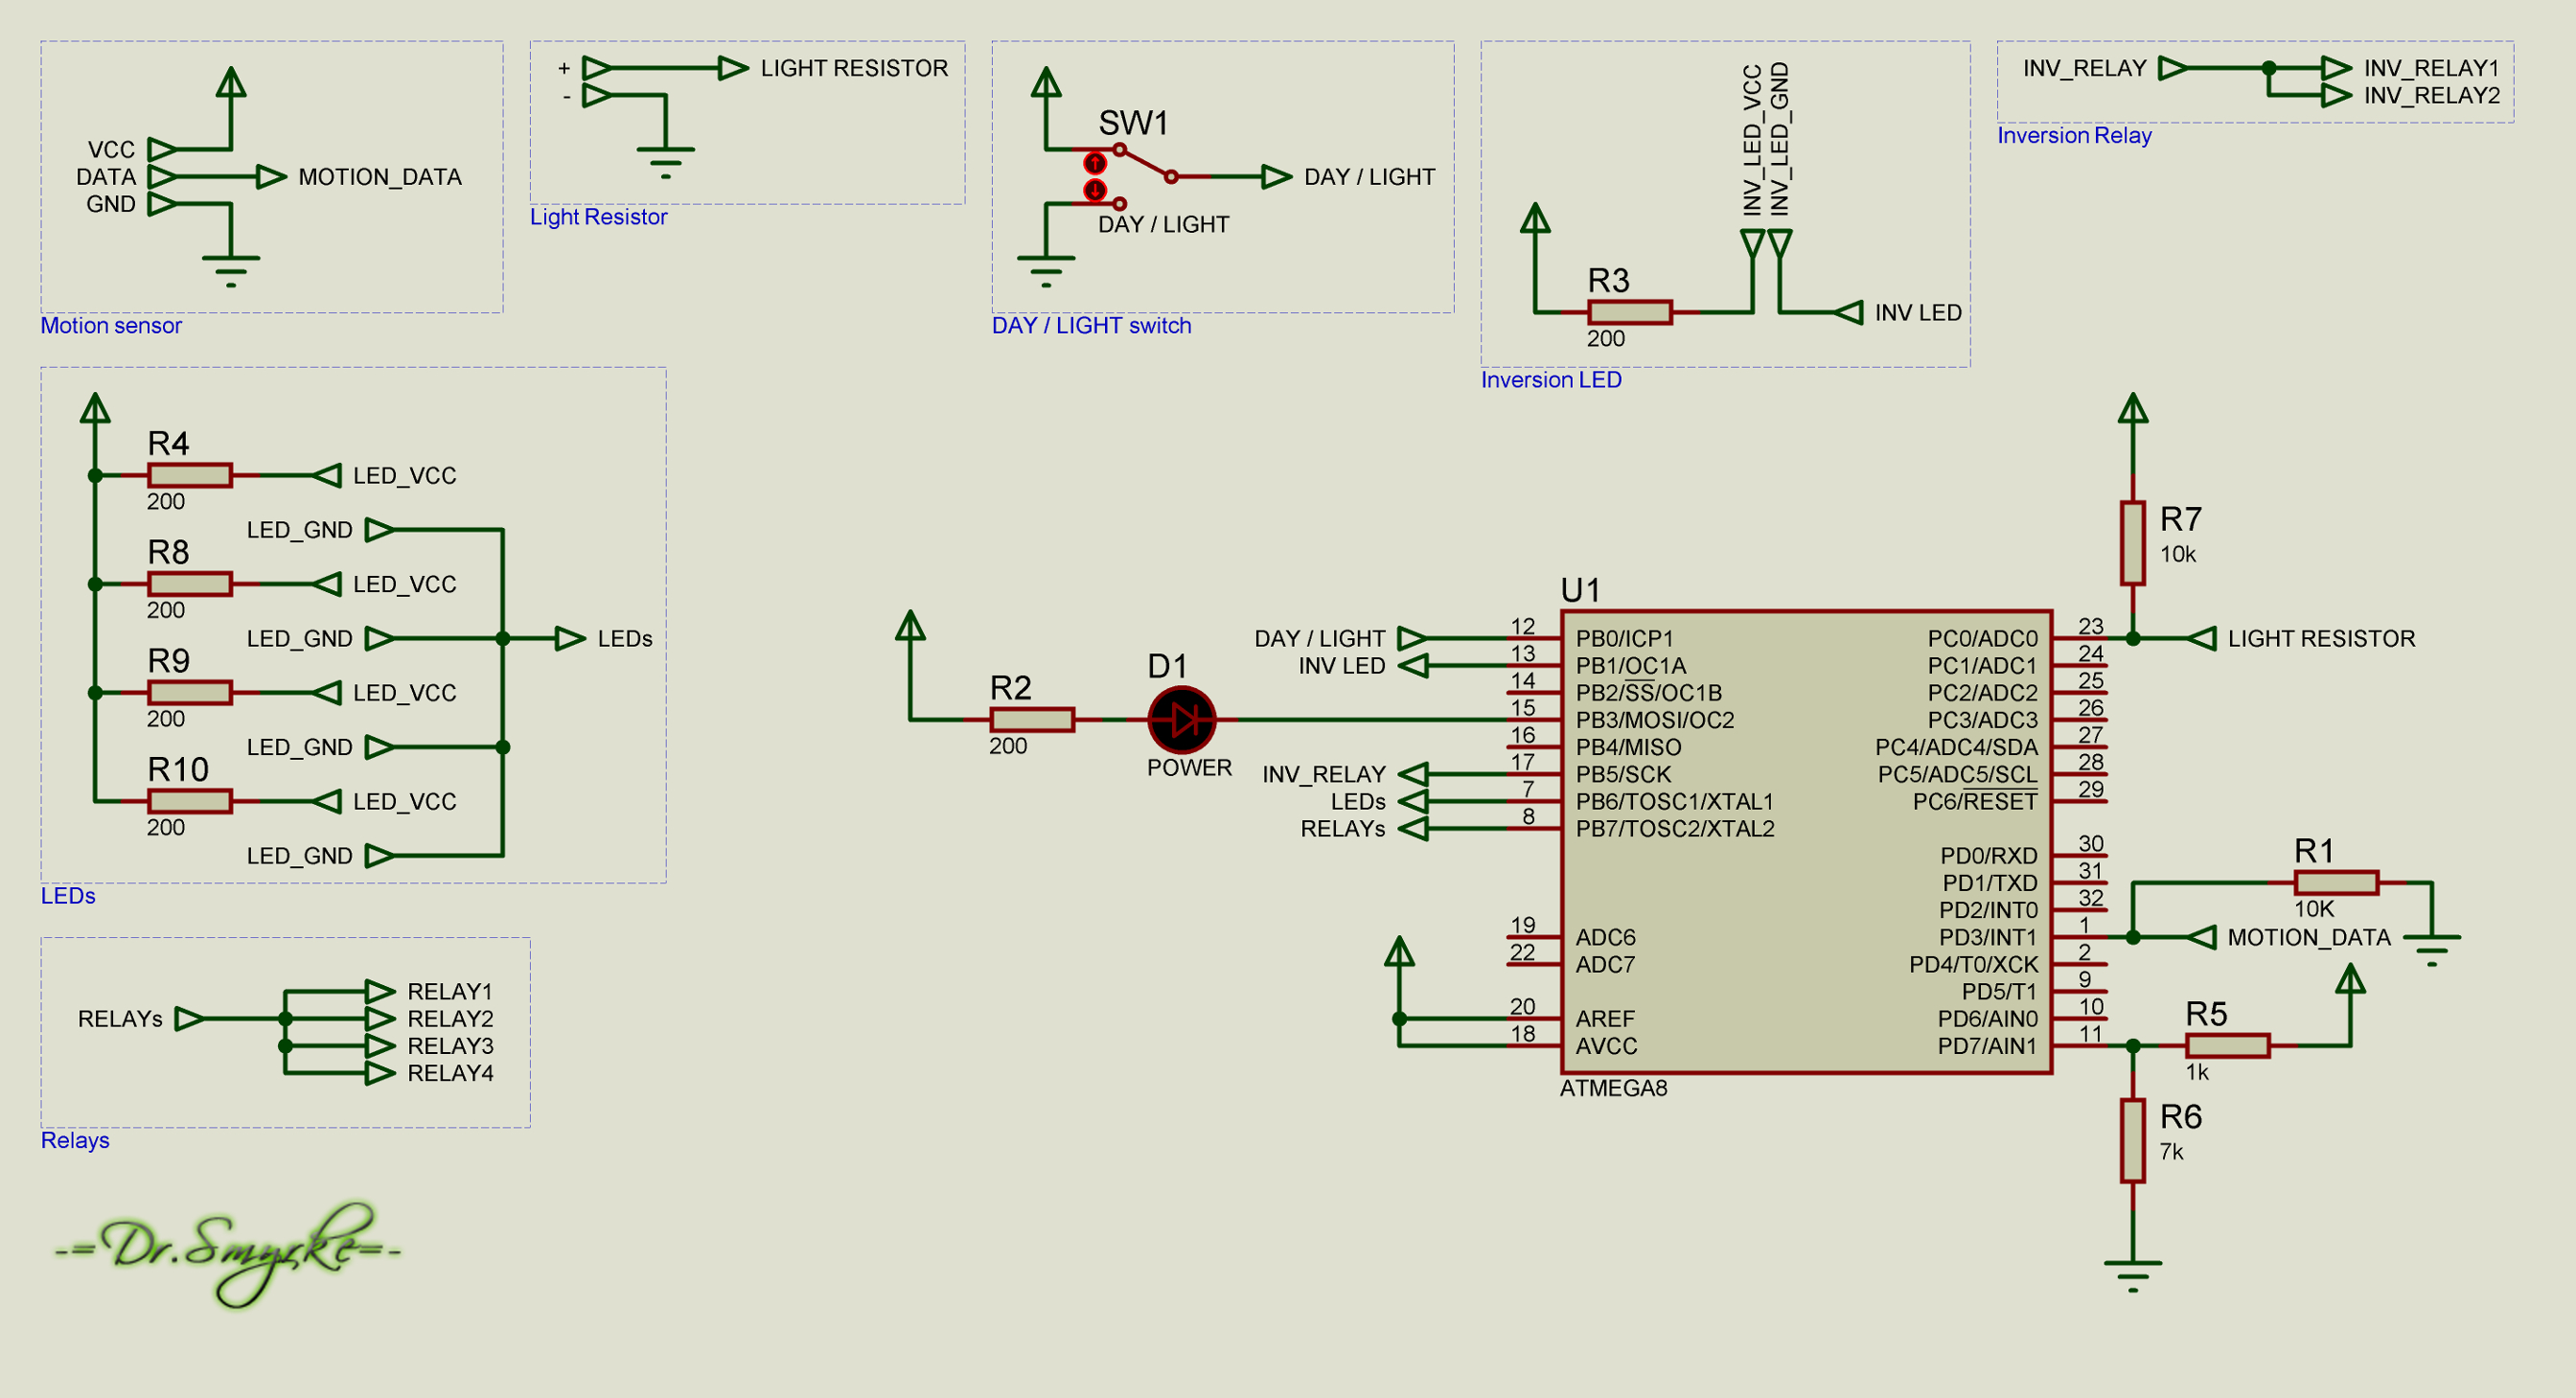 VCC
DATA
GND
MOTION_DATA
Motion sensor
+
-
LIGHT RESISTOR
Light Resistor
SW1
DAY / LIGHT
DAY / LIGHT
DAY / LIGHT switch
INV_LED_VCC
INV_LED_GND
R3
200
INV LED
Inversion LED
INV_RELAY
INV_RELAY1
INV_RELAY2
Inversion Relay
R4
200
LED_VCC
LED_GND
R8
200
LED_VCC
LED_GND
LEDs
R9
200
LED_VCC
LED_GND
R10
200
LED_VCC
LED_GND
LEDs
RELAYs
RELAY1
RELAY2
RELAY3
RELAY4
Relays
-=Dr.Smyrke=-
R2
200
D1
POWER
U1
DAY / LIGHT
INV LED
INV_RELAY
LEDs
RELAYs
12 PB0/ICP1
13 PB1/OC1A
14 PB2/SS/OC1B
15 PB3/MOSI/OC2
16 PB4/MISO
17 PB5/SCK
7 PB6/TOSC1/XTAL1
8 PB7/TOSC2/XTAL2
19 ADC6
22 ADC7
20 AREF
18 AVCC
PC0/ADC0 23
PC1/ADC1 24
PC2/ADC2 25
PC3/ADC3 26
PC4/ADC4/SDA 27
PC5/ADC5/SCL 28
PC6/RESET 29
PD0/RXD 30
PD1/TXD 31
PD2/INT0 32
PD3/INT1 1
PD4/T0/XCK 2
PD5/T1 9
PD6/AIN0 10
PD7/AIN1 11
ATMEGA8
R7
10k
LIGHT RESISTOR
R1
10K
MOTION_DATA
R5
1k
R6
7k